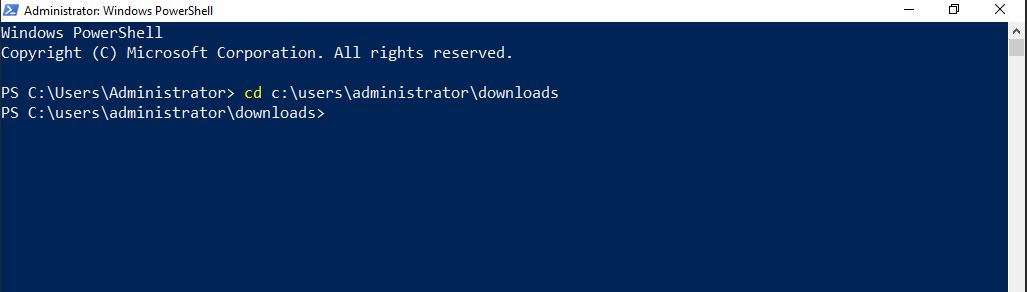 Administrator: Windows PowerShell
Windows PowerShell
Copyright (C) Microsoft Corporation. All rights reserved.
PS C:\Users\Administrator> cd c:\users\administrator\downloads
PS C:\users\administrator\downloads>